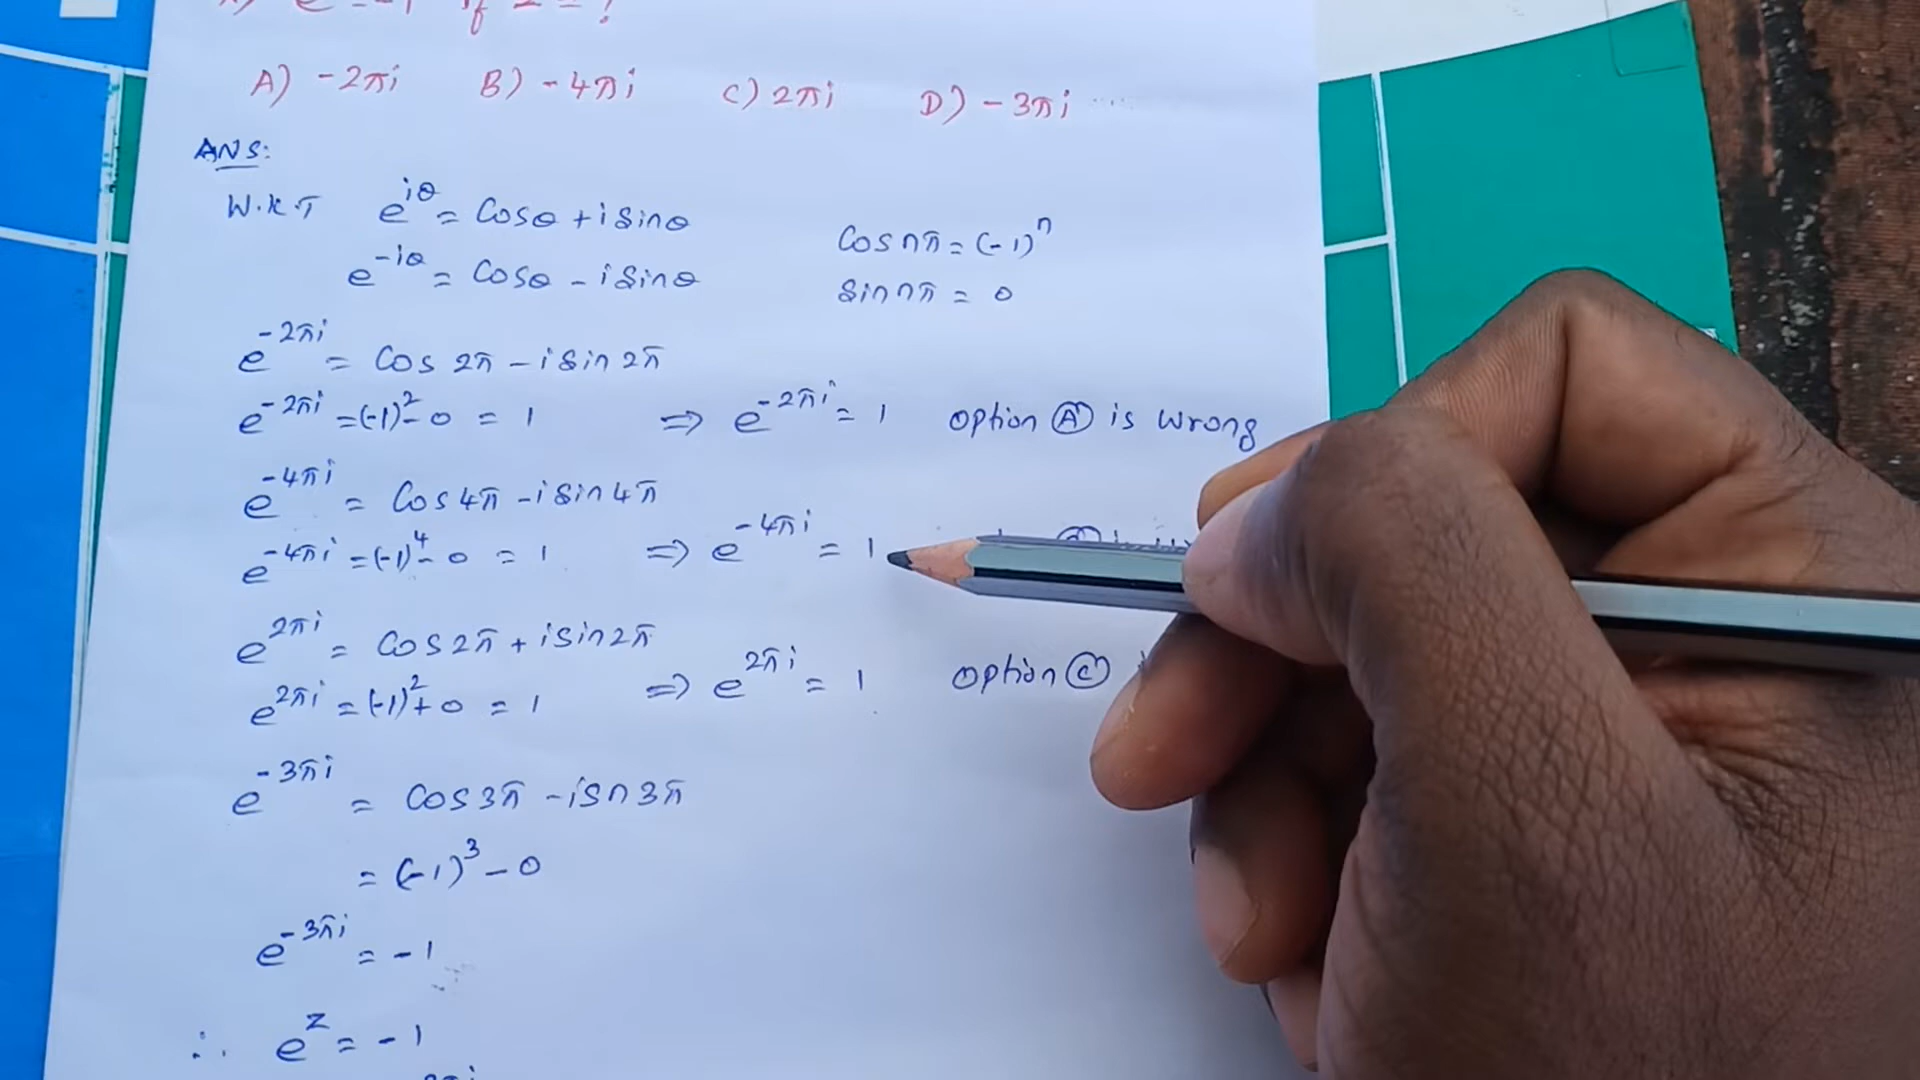 A) -2πi B) -4πi C) 2πi D) -3πi
ANS:
W.K.T e^iθ = Cosθ + i sinθ
e^-iθ = Cosθ - i sinθ
Cos nπ = (-1)^n
sin nπ = 0
e^-2πi = Cos 2π - i sin 2π
e^-2πi = (-1)^2 - 0 = 1 => e^-2πi = 1 option Ⓐ is wrong
e^-4πi = Cos 4π - i sin 4π
e^-4πi = (-1)^4 - 0 = 1 => e^-4πi = 1
e^2πi = Cos 2π + i sin 2π
e^2πi = (-1)^2 + 0 = 1 => e^2πi = 1 option Ⓒ
e^-3πi = Cos 3π - i sn 3π
= (-1)^3 - 0
e^-3πi = -1
∴ e^z = -1